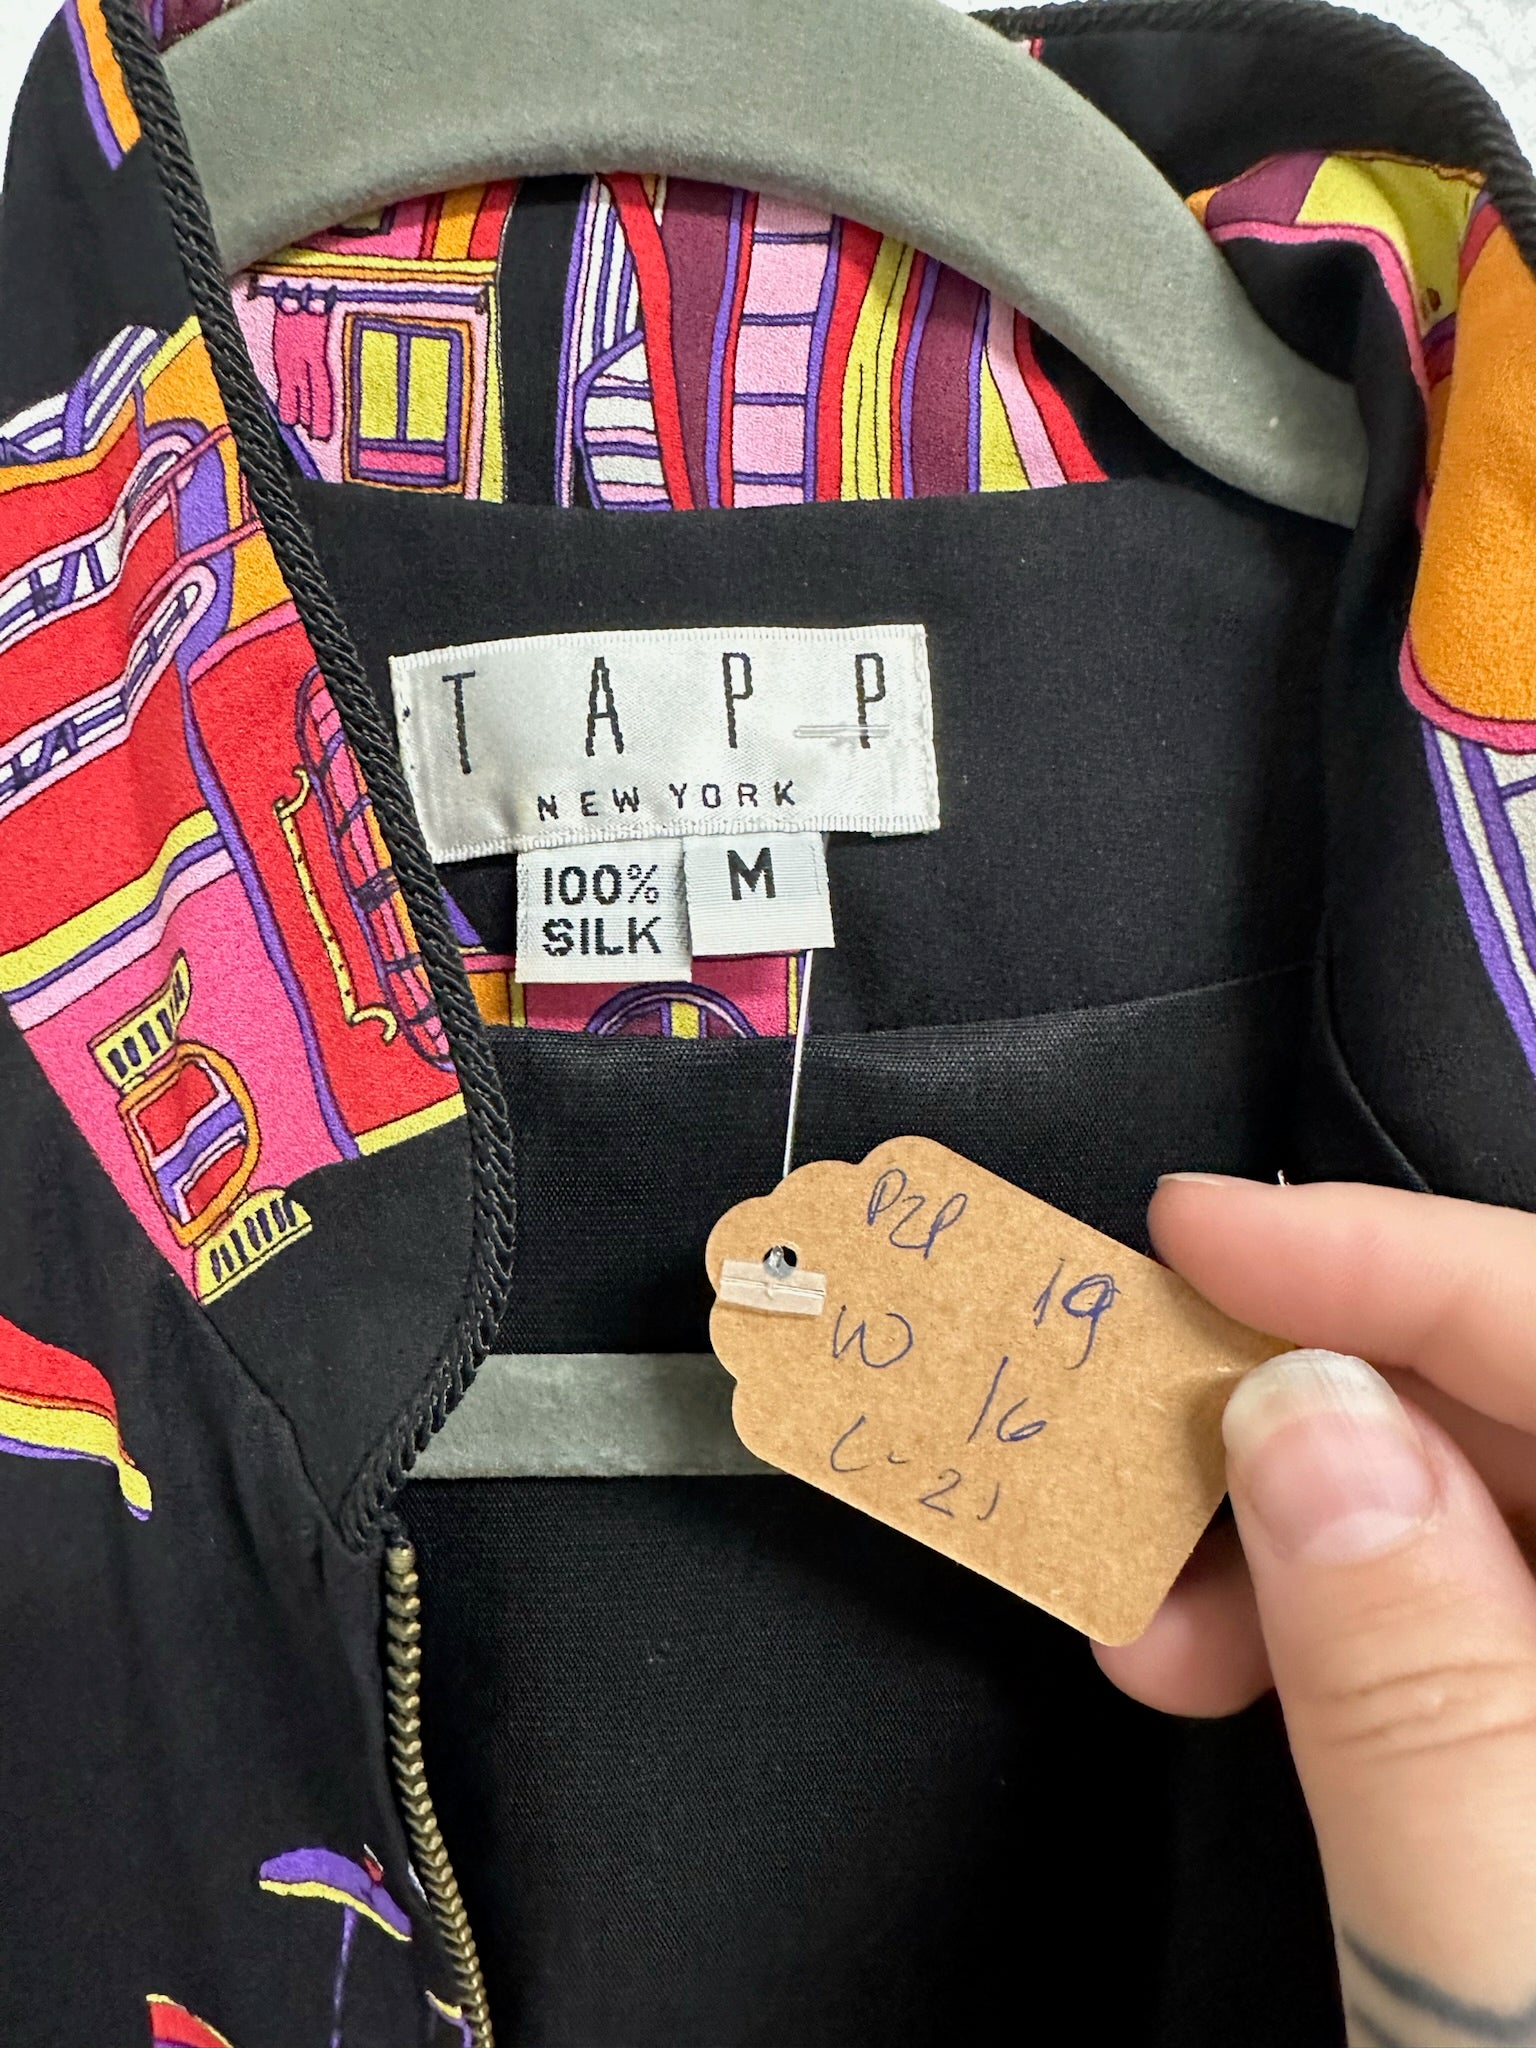 TAPP
NEW YORK
100%
SILK
M
P2P 19
W 16
L- 21